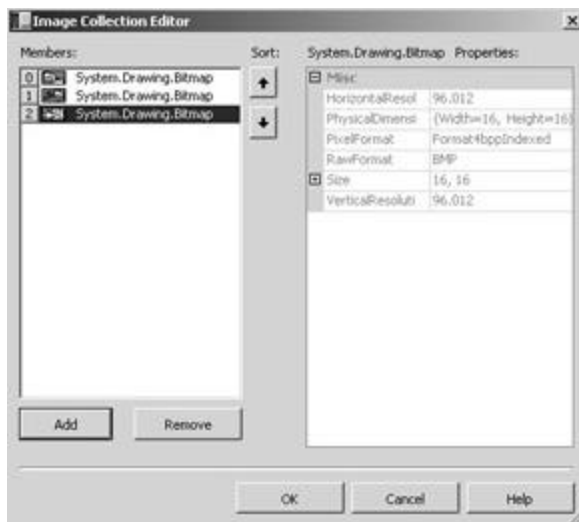 Image Collection Editor
Members:
0 System.Drawing.Bitmap
1 System.Drawing.Bitmap
2 System.Drawing.Bitmap
Add Remove
Sort:
System.Drawing.Bitmap Properties:
Misc
HorizontalResol 96.012
PhysicalDimensi {Width=16, Height=16}
PixelFormat Format4bppIndexed
RawFormat BMP
Size 16, 16
VerticalResoluti 96.012
OK Cancel Help